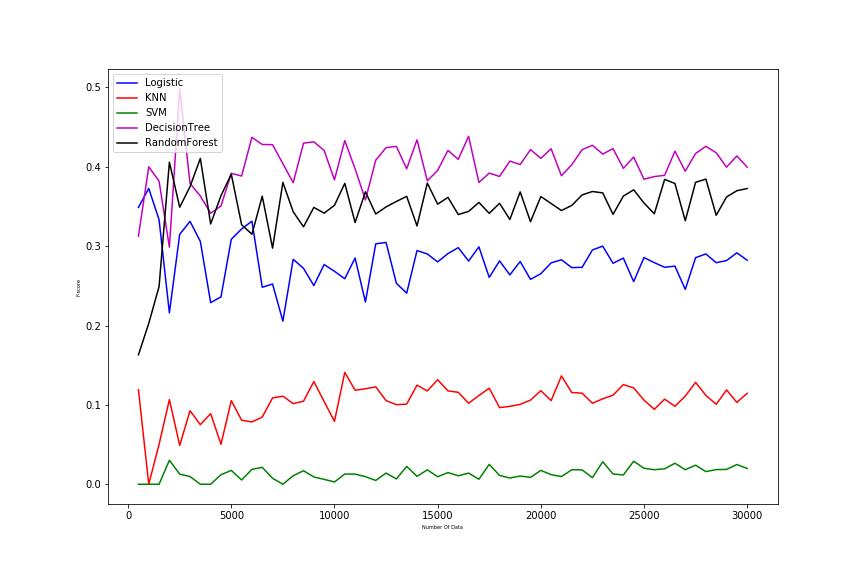 Logistic
KNN
SVM
DecisionTree
RandomForest
0.5
0.4
0.3
0.2
0.1
0.0
F-score
0 5000 10000 15000 20000 25000 30000
Number Of Data